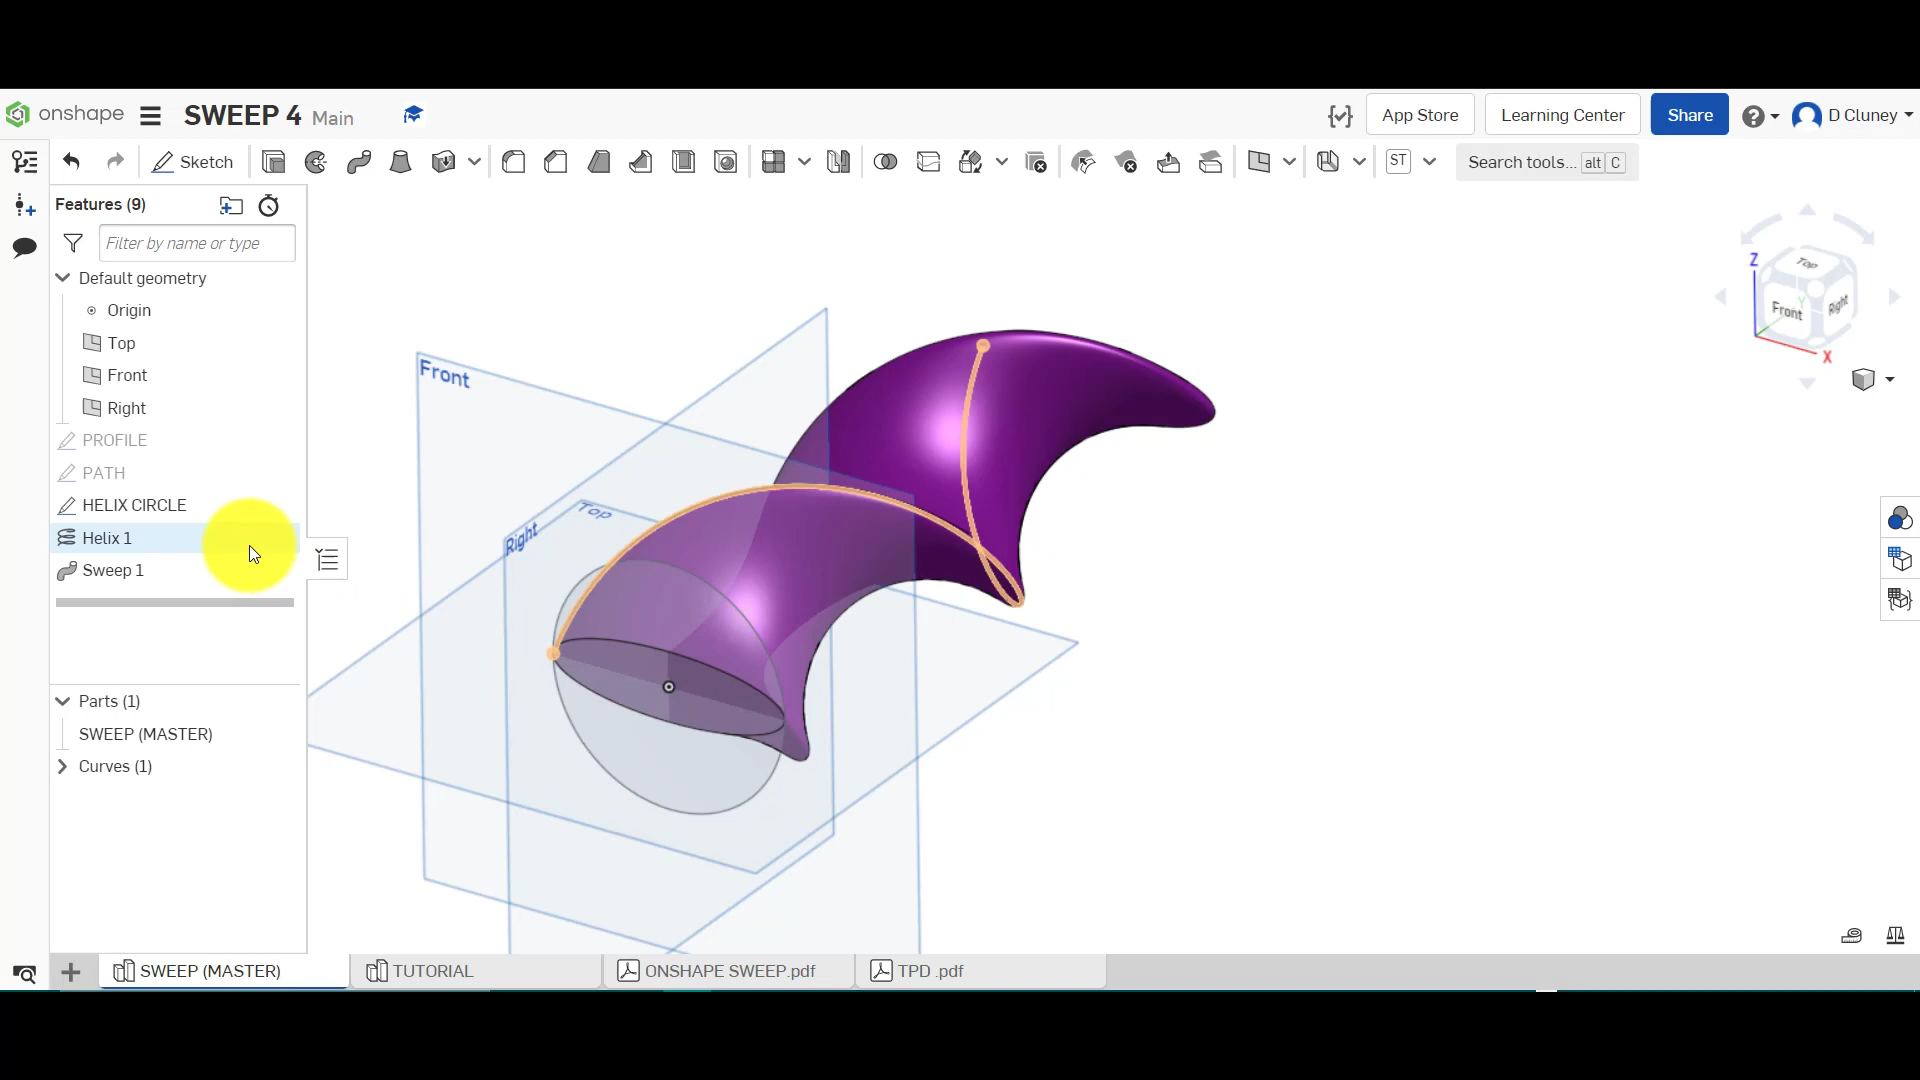 onshape
SWEEP 4 Main
App Store
Learning Center
Share
D Cluney
Sketch
ST
Search tools... alt C
Features (9)
Filter by name or type
Default geometry
Origin
Top
Front
Right
PROFILE
PATH
HELIX CIRCLE
Helix 1
Sweep 1
Parts (1)
SWEEP (MASTER)
Curves (1)
Front
Top
Right
Z
Top
Front
Y
Right
X
SWEEP (MASTER)
TUTORIAL
ONSHAPE SWEEP.pdf
TPD .pdf